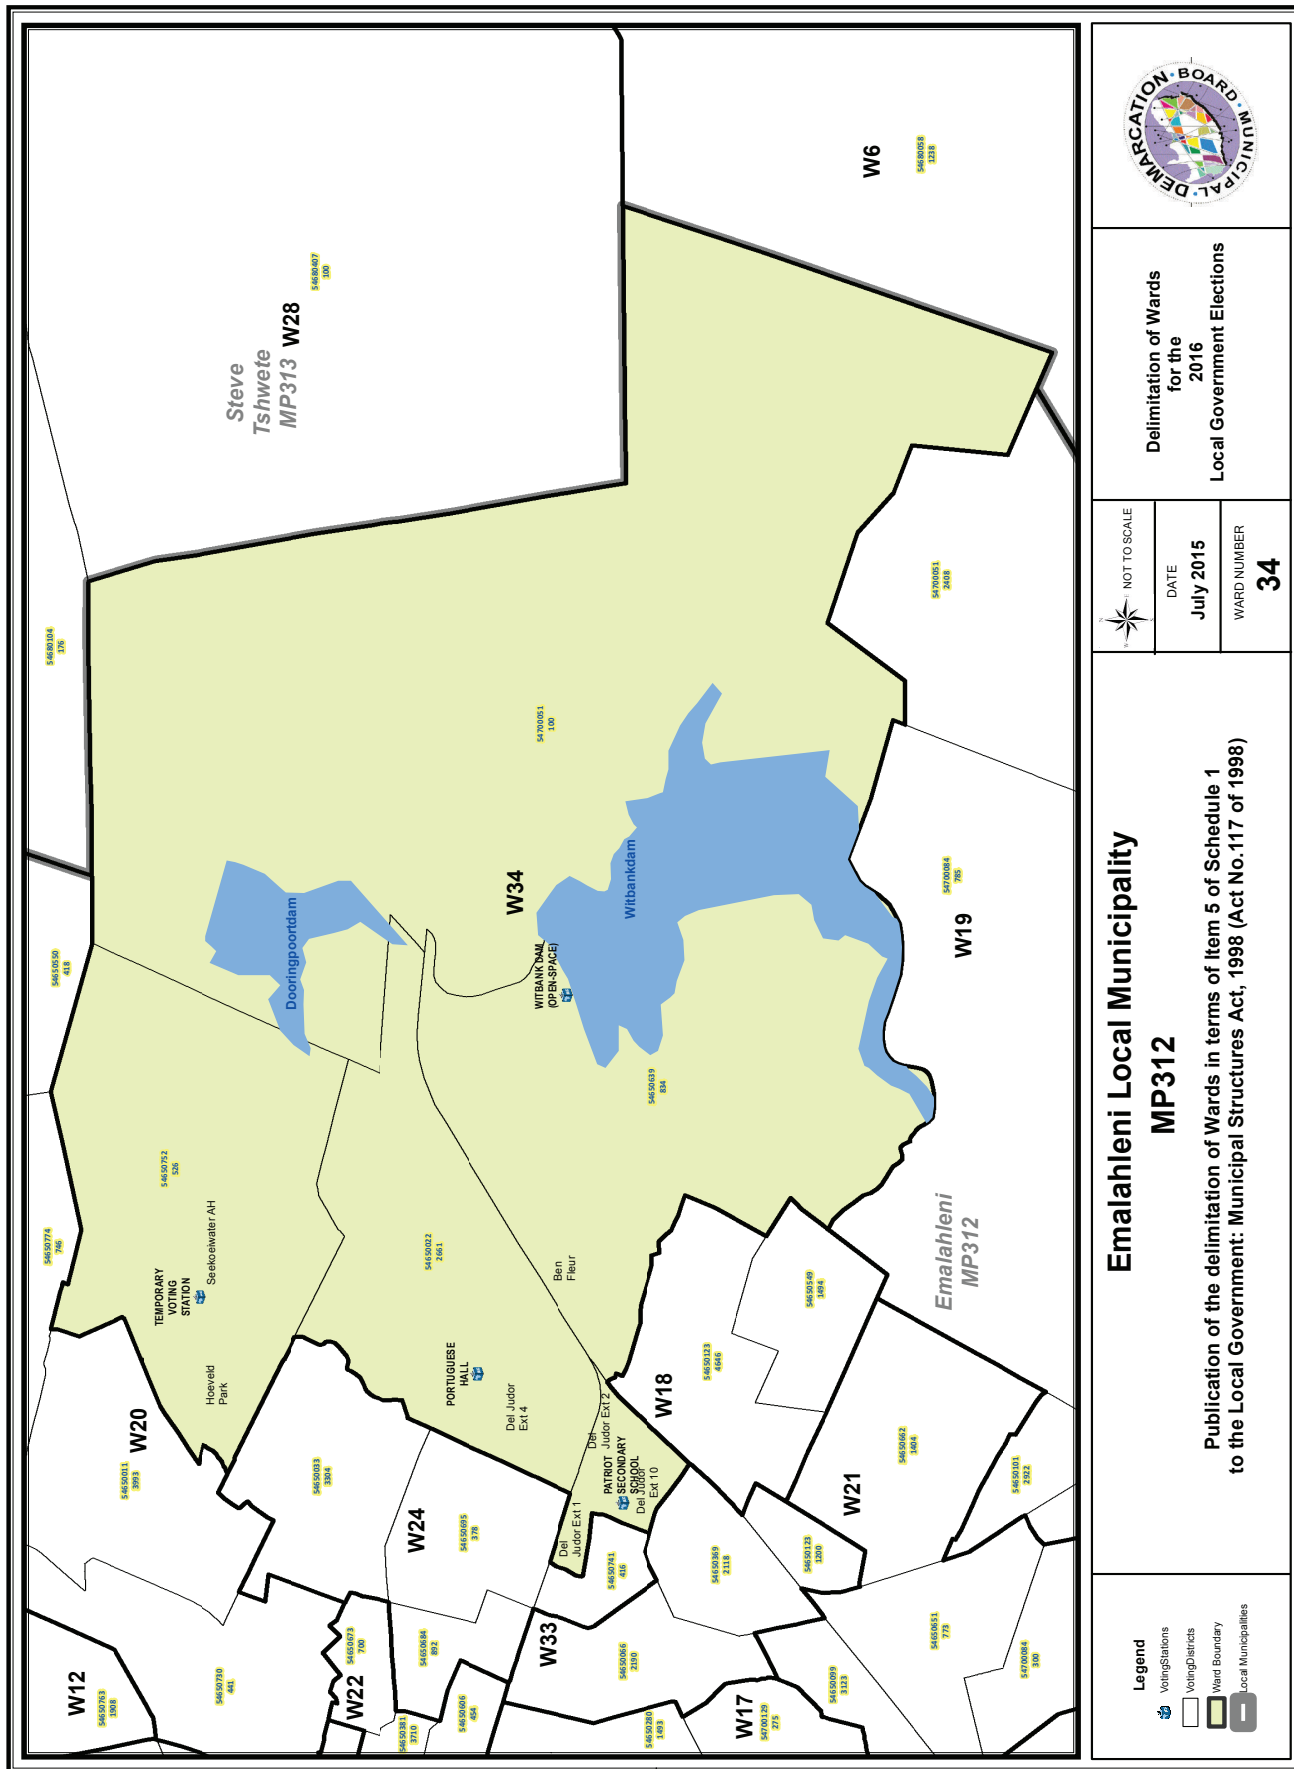 W12
54650763
1908
54650730
441
W22
54650673
700
54650381
3710
54650684
892
54650606
454
W20
54650011
3993
54650033
3304
W24
54650695
378
W33
54650066
2190
54650280
1493
W17
54700129
275
54650741
416
54650369
2118
54650123
1200
54650099
3123
54650651
773
54700084
300
W21
54650662
1404
54650101
2922
W18
54650123
4646
54650549
1494
54650774
746
54650550
418
54680104
176
TEMPORARY
VOTING
STATION
Seekoeiwater AH
Hoeveld
Park
54650752
526
54650022
2661
PORTUGUESE
HALL
Del Judor
Ext 4
Ben
Fleur
Del
Judor Ext 2
PATRIOT
SECONDARY
SCHOOL
Del Judor
Ext 10
Del
Judor Ext 1
Dooringpoortdam
W34
WITBANK DAM
(OPEN-SPACE)
Witbankdam
54650639
834
54700051
100
54700051
2408
54700084
785
W19
Emalahleni
MP312
Steve
Tshwete
MP313
W28
54680407
100
W6
54680058
1238
Legend
VotingStations
VotingDistricts
Ward Boundary
Local Municipalities
Emalahleni Local Municipality
MP312
Publication of the delimitation of Wards in terms of Item 5 of Schedule 1
to the Local Government: Municipal Structures Act, 1998 (Act No.117 of 1998)
N
W
E
S
NOT TO SCALE
DATE
July 2015
WARD NUMBER
34
Delimitation of Wards
for the
2016
Local Government Elections
MUNICIPAL · DEMARCATION · BOARD ·